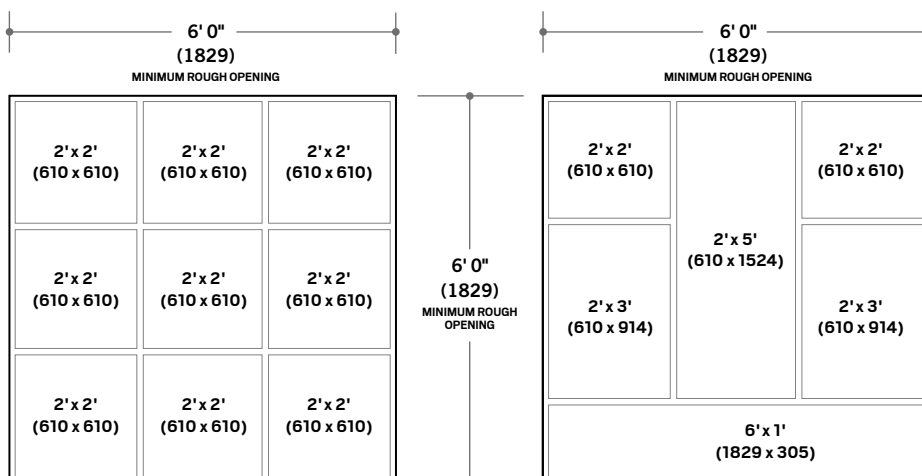 6' 0"
(1829)
MINIMUM ROUGH OPENING
2' x 2'
(610 x 610)
2' x 2'
(610 x 610)
2' x 2'
(610 x 610)
2' x 2'
(610 x 610)
2' x 2'
(610 x 610)
2' x 2'
(610 x 610)
2' x 2'
(610 x 610)
2' x 2'
(610 x 610)
2' x 2'
(610 x 610)
6' 0"
(1829)
MINIMUM ROUGH
OPENING
6' 0"
(1829)
MINIMUM ROUGH OPENING
2' x 2'
(610 x 610)
2' x 5'
(610 x 1524)
2' x 2'
(610 x 610)
2' x 3'
(610 x 914)
2' x 3'
(610 x 914)
6' x 1'
(1829 x 305)